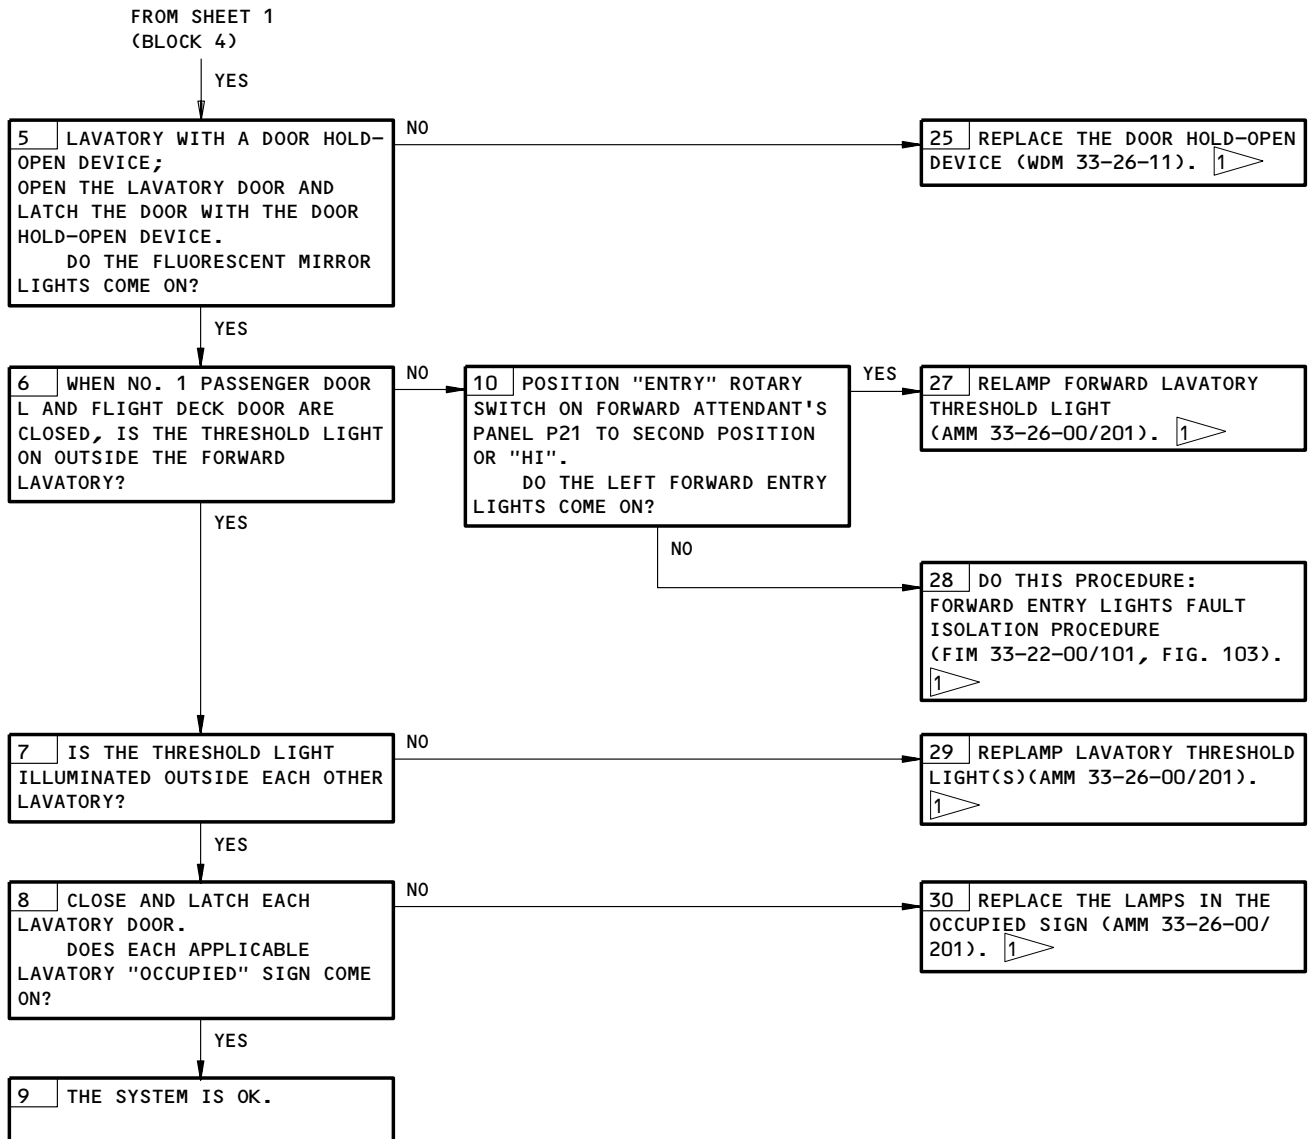 FROM SHEET 1
(BLOCK 4)
YES
5 LAVATORY WITH A DOOR HOLD-
OPEN DEVICE;
OPEN THE LAVATORY DOOR AND
LATCH THE DOOR WITH THE DOOR
HOLD-OPEN DEVICE.
DO THE FLUORESCENT MIRROR
LIGHTS COME ON?
NO
25 REPLACE THE DOOR HOLD-OPEN
DEVICE (WDM 33-26-11). 1
YES
6 WHEN NO. 1 PASSENGER DOOR
L AND FLIGHT DECK DOOR ARE
CLOSED, IS THE THRESHOLD LIGHT
ON OUTSIDE THE FORWARD
LAVATORY?
NO
10 POSITION "ENTRY" ROTARY
SWITCH ON FORWARD ATTENDANT'S
PANEL P21 TO SECOND POSITION
OR "HI".
DO THE LEFT FORWARD ENTRY
LIGHTS COME ON?
YES
27 RELAMP FORWARD LAVATORY
THRESHOLD LIGHT
(AMM 33-26-00/201). 1
NO
28 DO THIS PROCEDURE:
FORWARD ENTRY LIGHTS FAULT
ISOLATION PROCEDURE
(FIM 33-22-00/101, FIG. 103).
1
YES
7 IS THE THRESHOLD LIGHT
ILLUMINATED OUTSIDE EACH OTHER
LAVATORY?
NO
29 REPLAMP LAVATORY THRESHOLD
LIGHT(S)(AMM 33-26-00/201).
1
YES
8 CLOSE AND LATCH EACH
LAVATORY DOOR.
DOES EACH APPLICABLE
LAVATORY "OCCUPIED" SIGN COME
ON?
NO
30 REPLACE THE LAMPS IN THE
OCCUPIED SIGN (AMM 33-26-00/
201). 1
YES
9 THE SYSTEM IS OK.